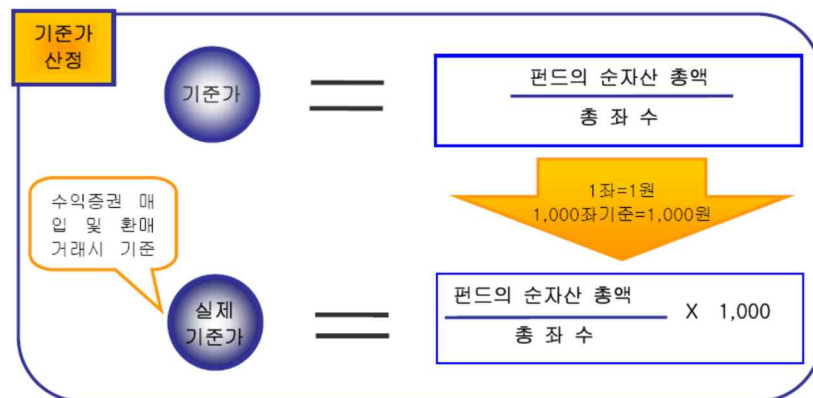 기준가
산정
기준가
펀드의 순자산 총액
총 좌 수
1좌=1원
1,000좌기준=1,000원
수익증권 매
입 및 환매
거래시 기준
실제
기준가
펀드의 순자산 총액
총 좌 수
X 1,000